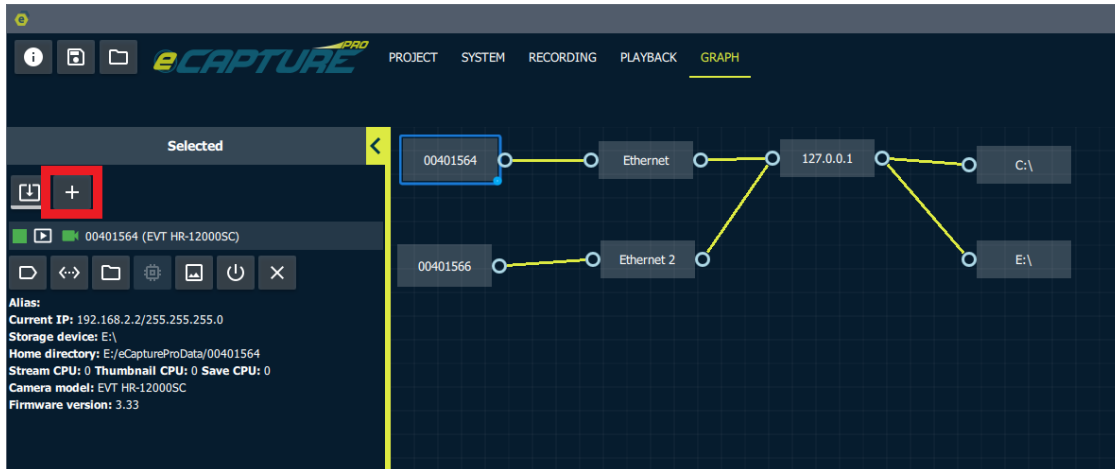 e
eCAPTURE PRO
PROJECT SYSTEM RECORDING PLAYBACK GRAPH
Selected
00401564 (EVT HR-12000SC)
Alias:
Current IP: 192.168.2.2/255.255.255.0
Storage device: E:\
Home directory: E:/eCaptureProData/00401564
Stream CPU: 0 Thumbnail CPU: 0 Save CPU: 0
Camera model: EVT HR-12000SC
Firmware version: 3.33
00401564 Ethernet 127.0.0.1 C:\
00401566 Ethernet 2 E:\